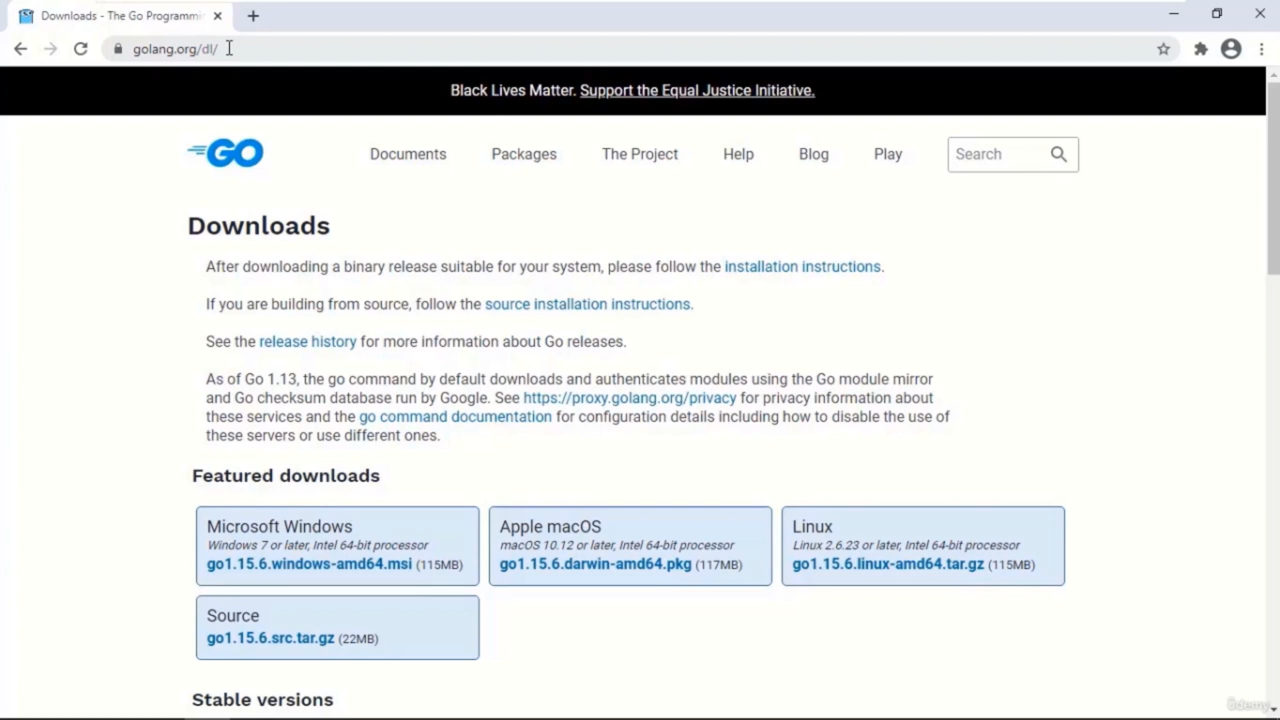 Downloads - The Go Programmi
golang.org/dl/
Black Lives Matter. Support the Equal Justice Initiative.
GO
Documents
Packages
The Project
Help
Blog
Play
Search
Downloads
After downloading a binary release suitable for your system, please follow the installation instructions.
If you are building from source, follow the source installation instructions.
See the release history for more information about Go releases.
As of Go 1.13, the go command by default downloads and authenticates modules using the Go module mirror
and Go checksum database run by Google. See https://proxy.golang.org/privacy for privacy information about
these services and the go command documentation for configuration details including how to disable the use of
these servers or use different ones.
Featured downloads
Microsoft Windows
Windows 7 or later, Intel 64-bit processor
go1.15.6.windows-amd64.msi (115MB)
Apple macOS
macOS 10.12 or later, Intel 64-bit processor
go1.15.6.darwin-amd64.pkg (117MB)
Linux
Linux 2.6.23 or later, Intel 64-bit processor
go1.15.6.linux-amd64.tar.gz (115MB)
Source
go1.15.6.src.tar.gz (22MB)
Stable versions
ûdemy